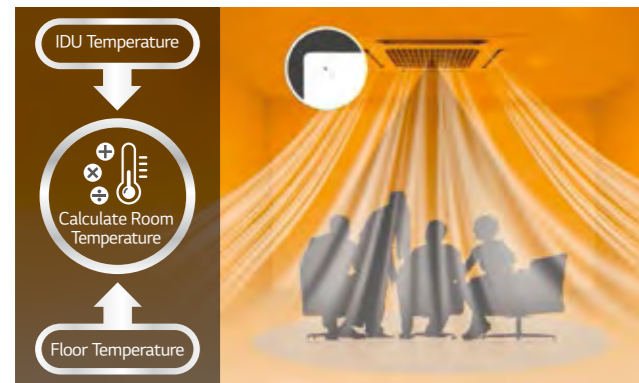 IDU Temperature
Calculate Room
Temperature
Floor Temperature